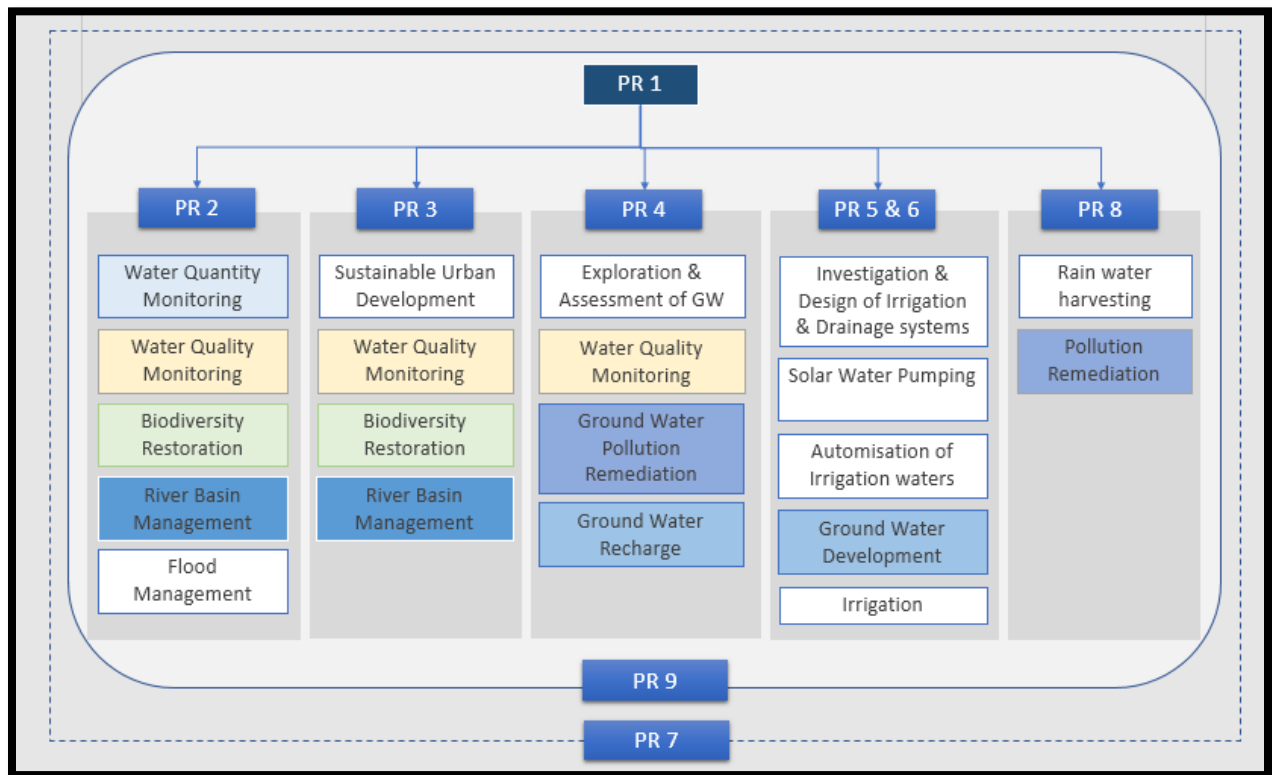 PR 1
PR 2
Water Quantity
Monitoring
Water Quality
Monitoring
Biodiversity
Restoration
River Basin
Management
Flood
Management
PR 3
Sustainable Urban
Development
Water Quality
Monitoring
Biodiversity
Restoration
River Basin
Management
PR 4
Exploration &
Assessment of GW
Water Quality
Monitoring
Ground Water
Pollution
Remediation
Ground Water
Recharge
PR 5 & 6
Investigation &
Design of Irrigation
& Drainage systems
Solar Water Pumping
Automisation of
Irrigation waters
Ground Water
Development
Irrigation
PR 8
Rain water
harvesting
Pollution
Remediation
PR 9
PR 7